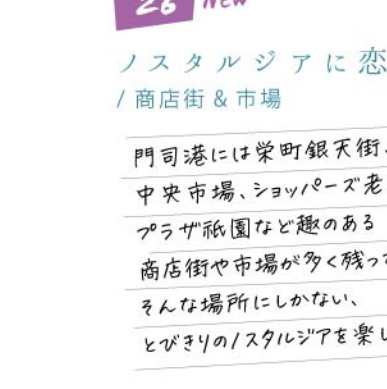 26 New
ノスタルジアに恋
/ 商店街 & 市場
門司港には栄町銀天街、
中央市場、ショッパーズ老
プラザ祇園など趣のある
商店街や市場が多く残っ
そんな場所にしかない、
とびきりのノスタルジアを楽し